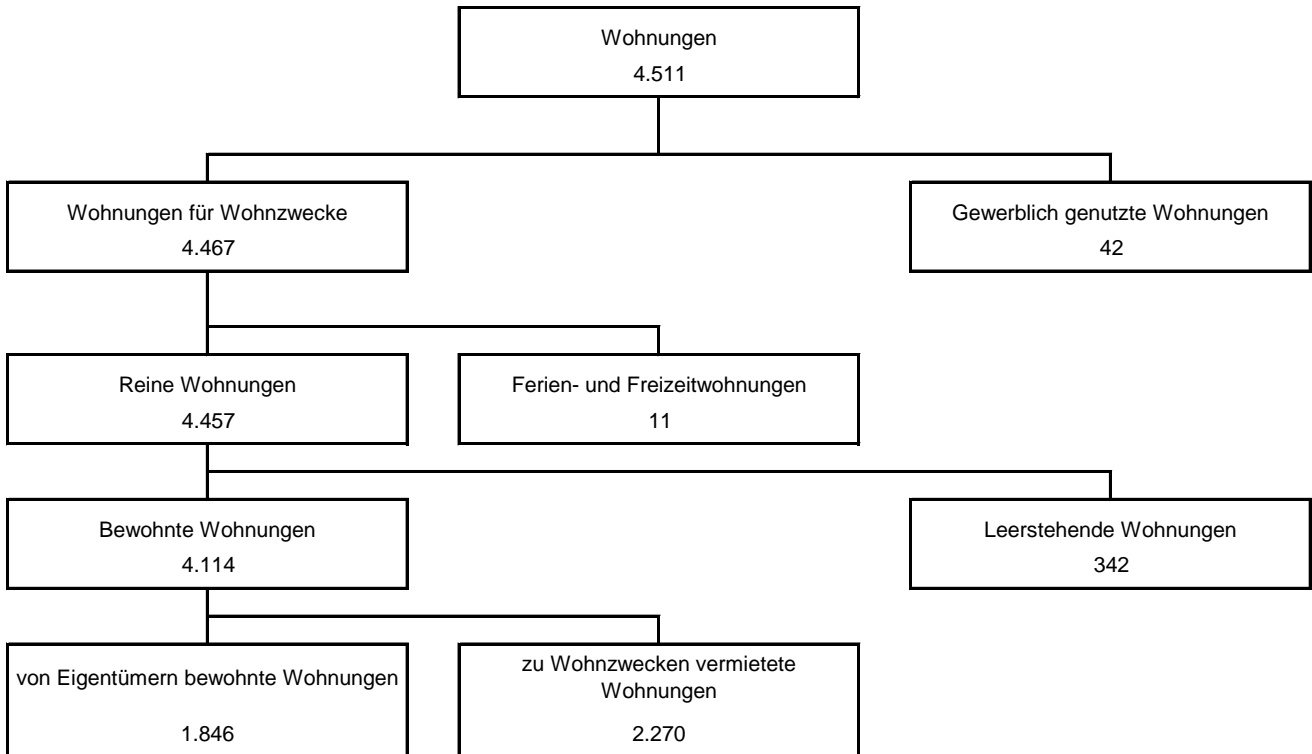 Wohnungen
4.511
Wohnungen für Wohnzwecke
4.467
Gewerblich genutzte Wohnungen
42
Reine Wohnungen
4.457
Ferien- und Freizeitwohnungen
11
Bewohnte Wohnungen
4.114
Leerstehende Wohnungen
342
von Eigentümern bewohnte Wohnungen
1.846
zu Wohnzwecken vermietete
Wohnungen
2.270